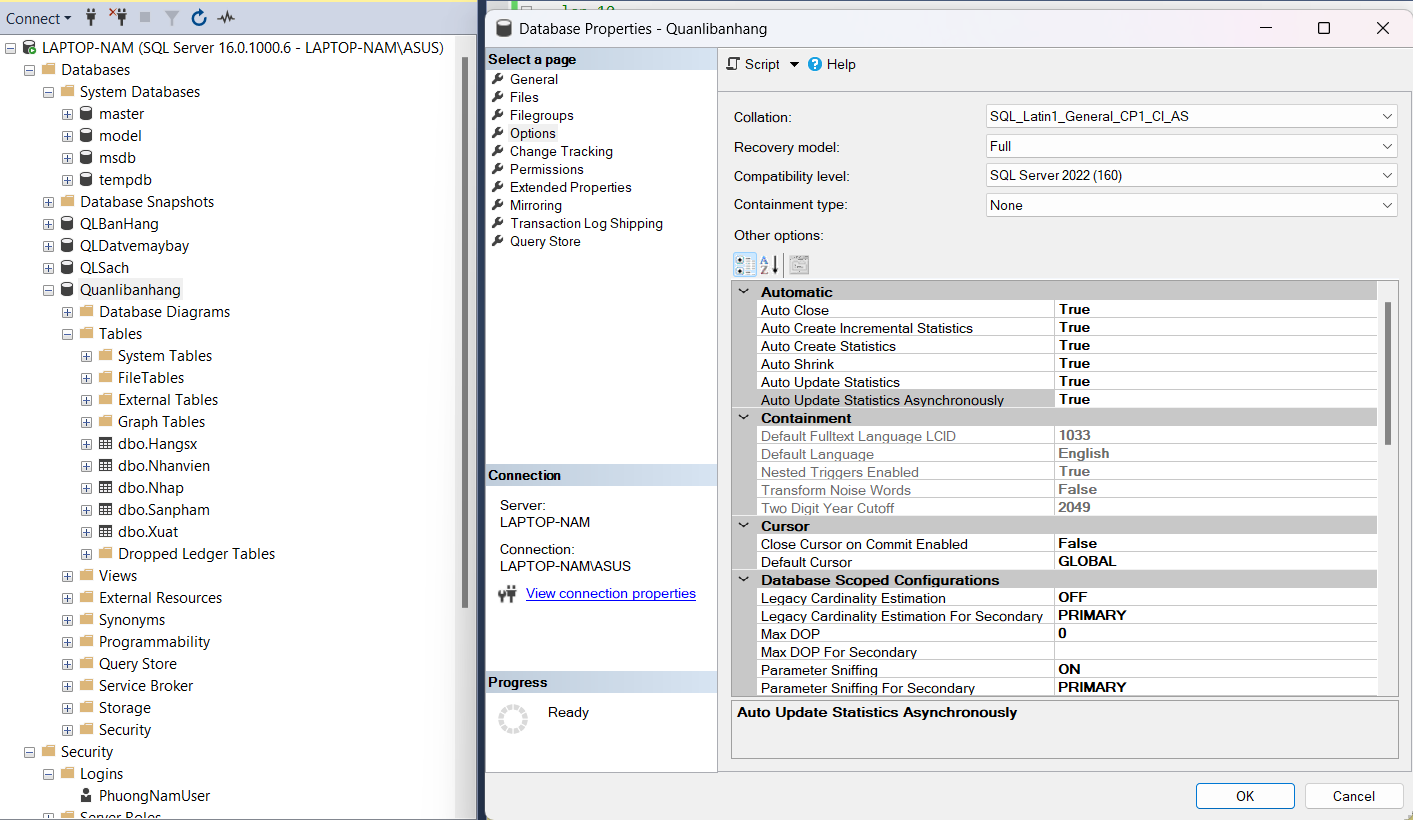 Connect
LAPTOP-NAM (SQL Server 16.0.1000.6 - LAPTOP-NAM\ASUS)
Databases
System Databases
master
model
msdb
tempdb
Database Snapshots
QLBanHang
QLDatvemaybay
QLSach
Quanlibanhang
Database Diagrams
Tables
System Tables
FileTables
External Tables
Graph Tables
dbo.Hangsx
dbo.Nhanvien
dbo.Nhap
dbo.Sanpham
dbo.Xuat
Dropped Ledger Tables
Views
External Resources
Synonyms
Programmability
Query Store
Service Broker
Storage
Security
Security
Logins
PhuongNamUser
Server Roles
Database Properties - Quanlibanhang
Select a page
General
Files
Filegroups
Options
Change Tracking
Permissions
Extended Properties
Mirroring
Transaction Log Shipping
Query Store
Connection
Server:
LAPTOP-NAM
Connection:
LAPTOP-NAM\ASUS
View connection properties
Progress
Ready
Script
Help
Collation: SQL_Latin1_General_CP1_CI_AS
Recovery model: Full
Compatibility level: SQL Server 2022 (160)
Containment type: None
Other options:
Automatic
Auto Close True
Auto Create Incremental Statistics True
Auto Create Statistics True
Auto Shrink True
Auto Update Statistics True
Auto Update Statistics Asynchronously True
Containment
Default Fulltext Language LCID 1033
Default Language English
Nested Triggers Enabled True
Transform Noise Words False
Two Digit Year Cutoff 2049
Cursor
Close Cursor on Commit Enabled False
Default Cursor GLOBAL
Database Scoped Configurations
Legacy Cardinality Estimation OFF
Legacy Cardinality Estimation For Secondary PRIMARY
Max DOP 0
Max DOP For Secondary
Parameter Sniffing ON
Parameter Sniffing For Secondary PRIMARY
Auto Update Statistics Asynchronously
OK
Cancel